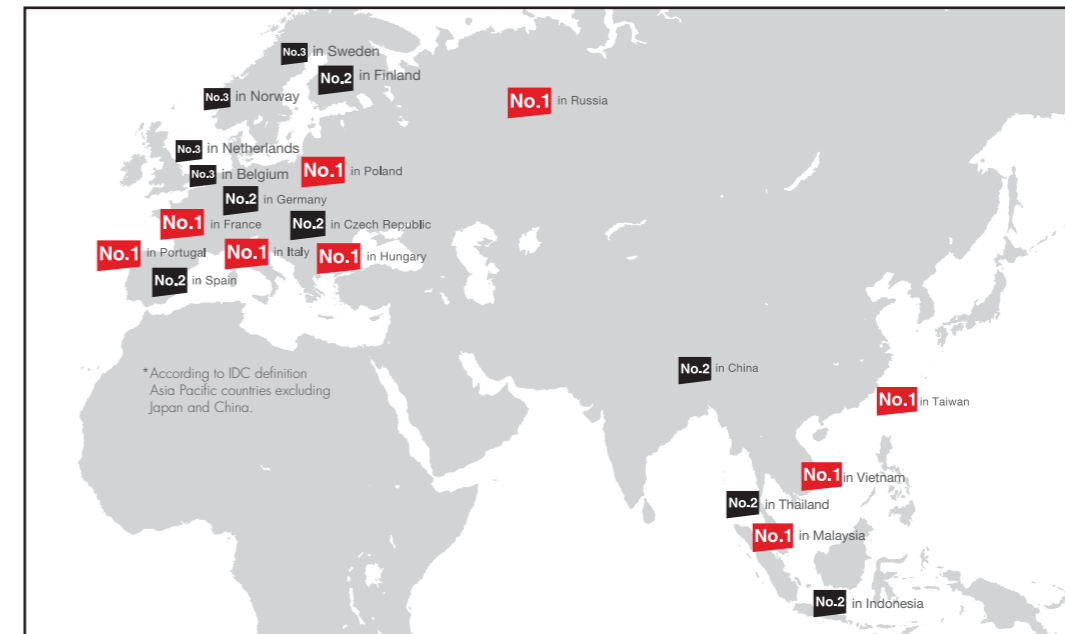 No.3 in Sweden
No.2 in Finland
No.3 in Norway
No.1 in Russia
No.3 in Netherlands
No.3 in Belgium
No.1 in Poland
No.2 in Germany
No.1 in France
No.2 in Czech Republic
No.1 in Portugal
No.1 in Italy
No.1 in Hungary
No.2 in Spain
*According to IDC definition
Asia Pacific countries excluding
Japan and China.
No.2 in China
No.1 in Taiwan
No.1 in Vietnam
No.2 in Thailand
No.1 in Malaysia
No.2 in Indonesia